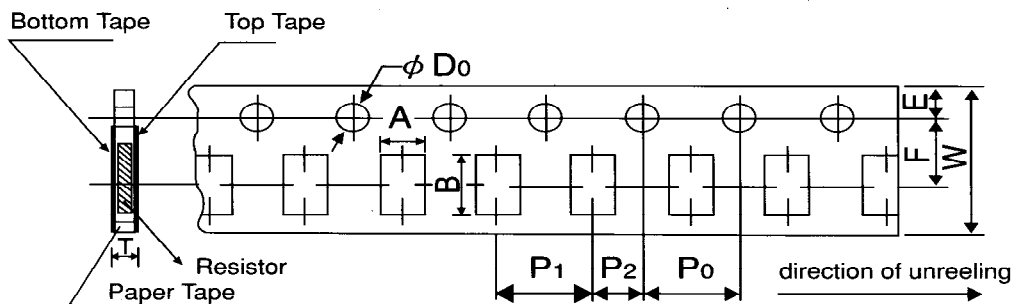 Bottom Tape
Top Tape
ϕ D0
A
B
E
F
W
T
Resistor
Paper Tape
P1
P2
P0
direction of unreeling